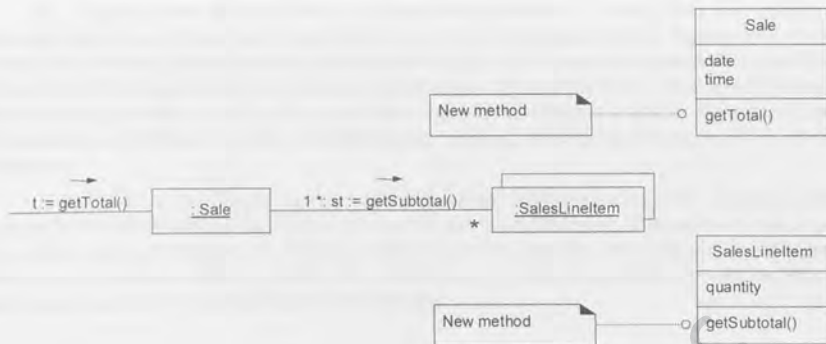 Sale
date
time
getTotal()
New method
t := getTotal()
: Sale
1 *: st := getSubtotal()
*
:SalesLineItem
SalesLineItem
quantity
getSubtotal()
New method